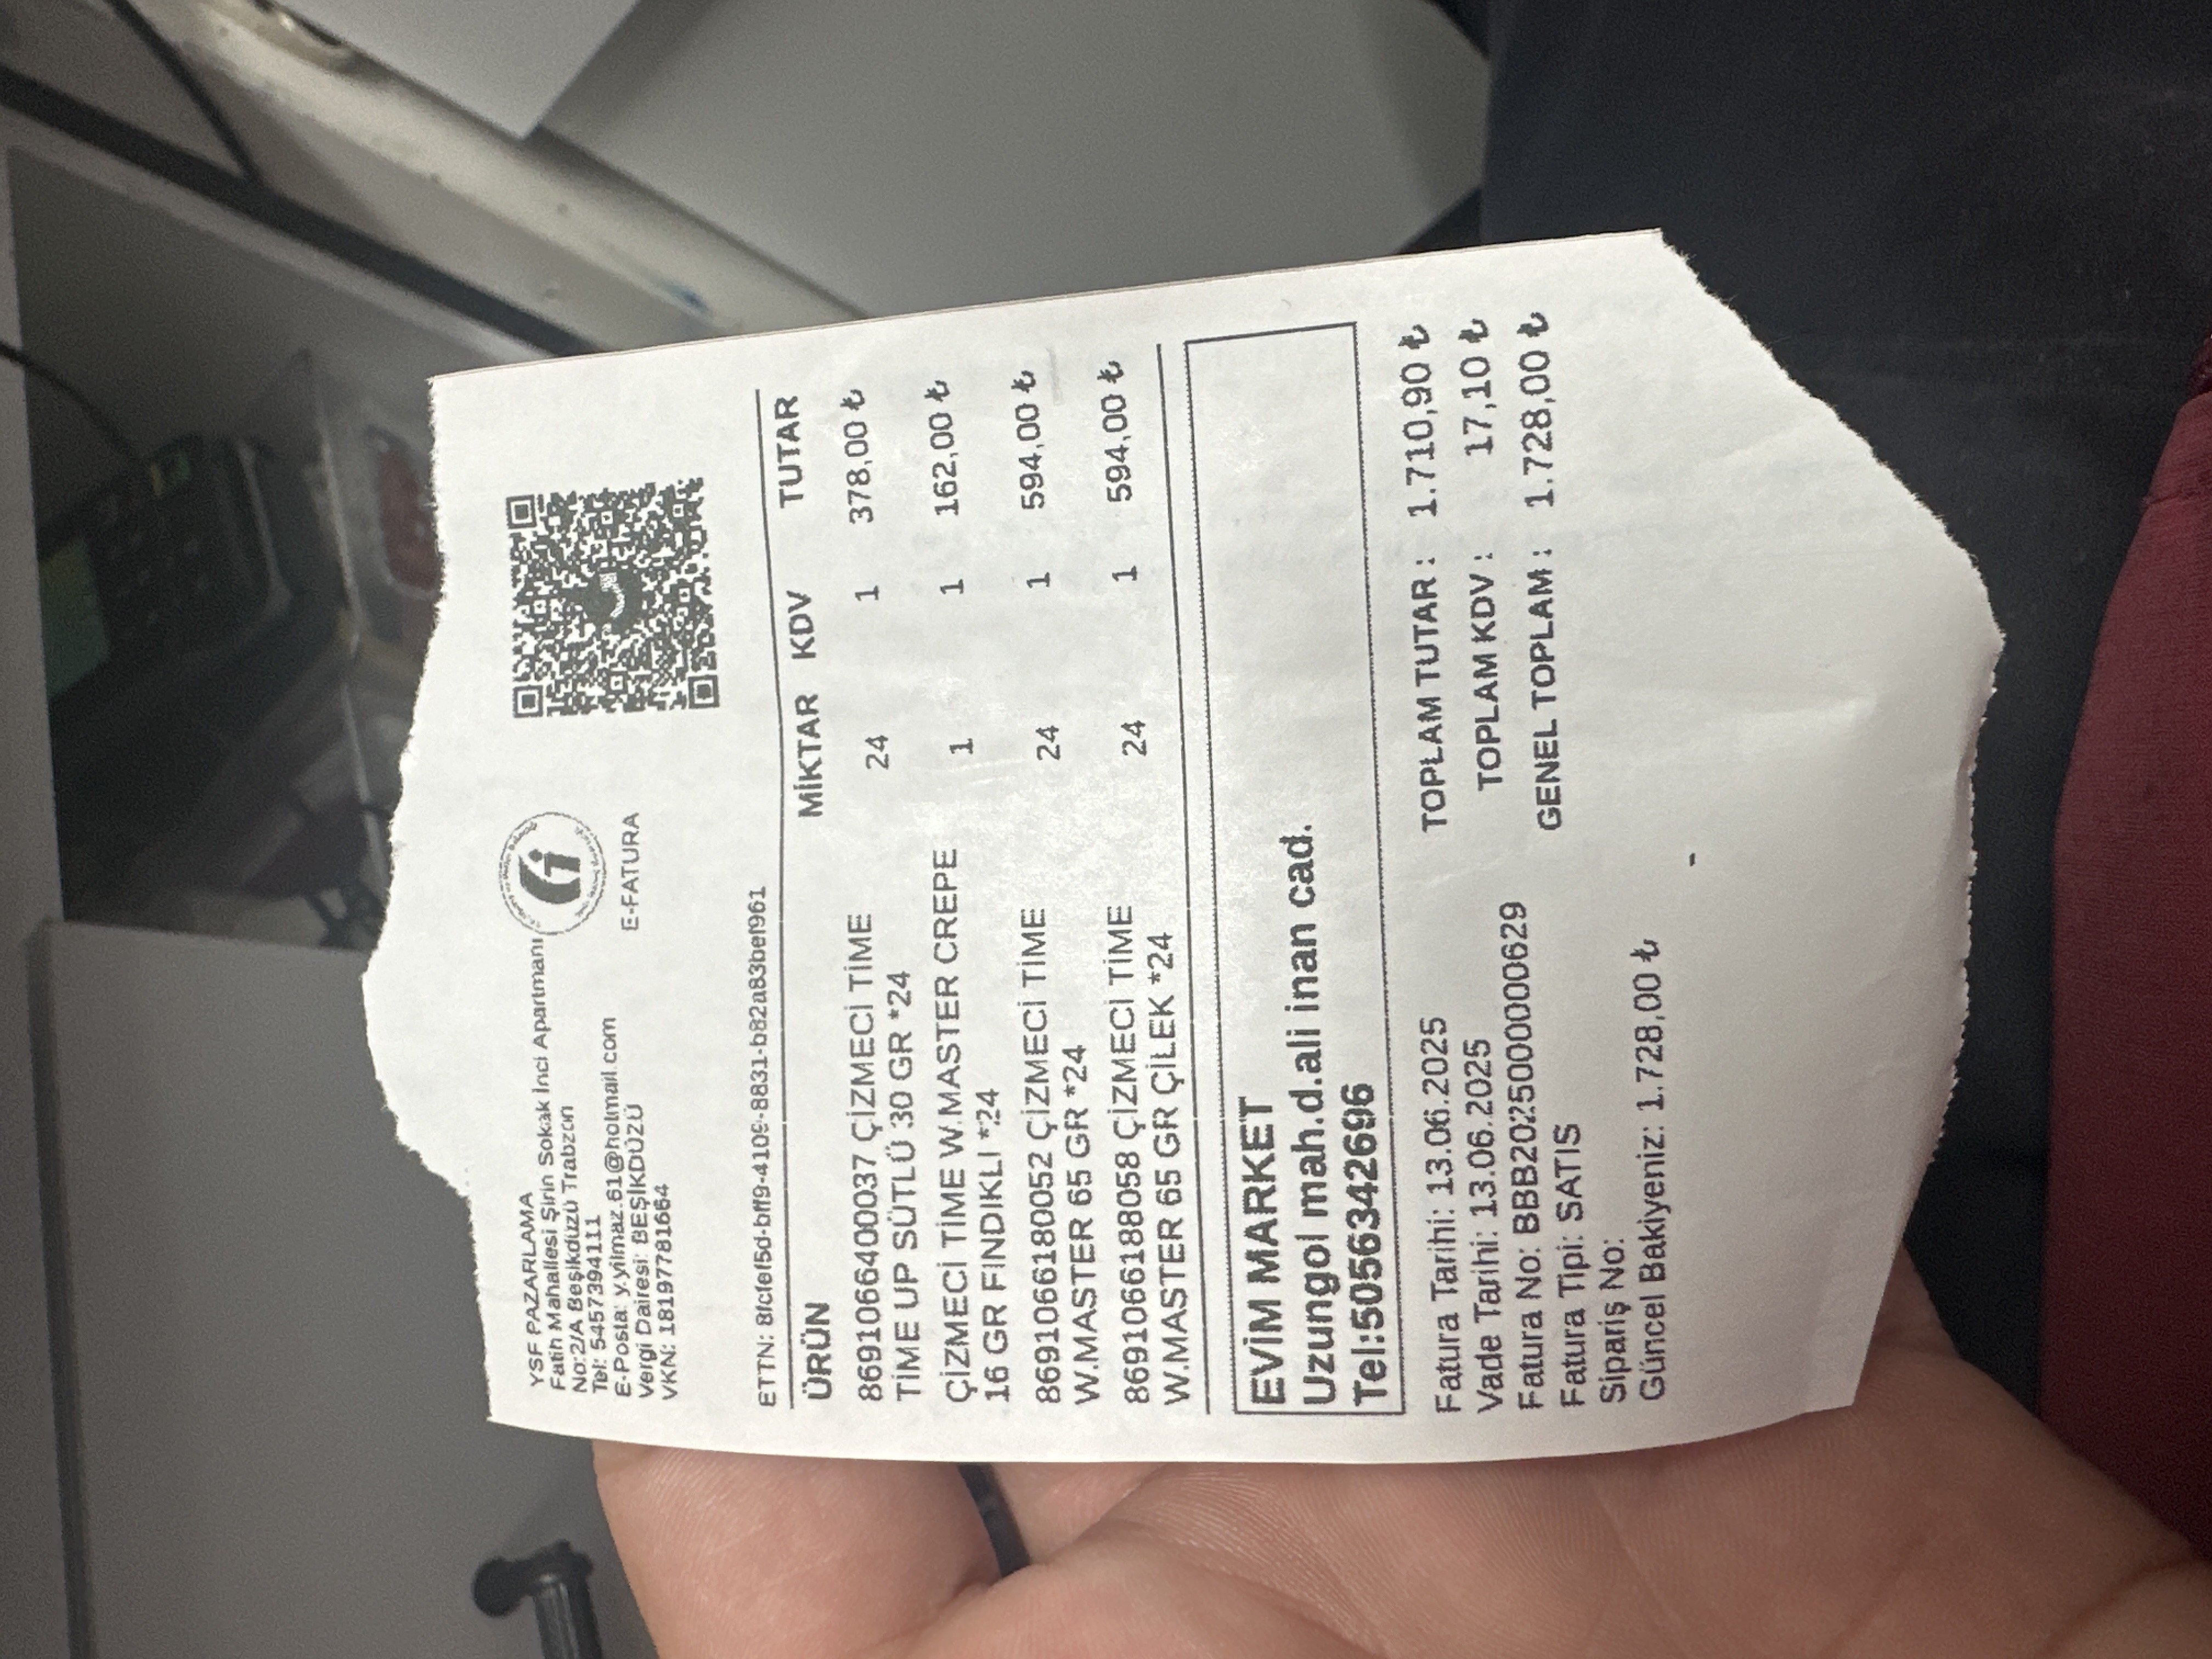 YSF PAZARLAMA
Fatih Mahallesi Şirin Sokak İnci Apartmanı
No:2/A Beşikdüzü Trabzon
Tel: 5457394111
E-Posta: y.yilmaz.61@hotmail.com
Vergi Dairesi: BEŞİKDÜZÜ
VKN: 18197781664
E-FATURA
ETTN: 8fcfef5d-bff9-410c-8831-b82a83bef961
ÜRÜN MİKTAR KDV TUTAR
8691066400037 ÇİZMECİ TİME 24 1 378,00 ₺
TİME UP SÜTLÜ 30 GR *24
ÇİZMECİ TİME W.MASTER CREPE 1 1 162,00 ₺
16 GR FINDIKLI *24
8691066180052 ÇİZMECİ TİME 24 1 594,00 ₺
W.MASTER 65 GR *24
8691066188058 ÇİZMECİ TİME 24 1 594,00 ₺
W.MASTER 65 GR ÇİLEK *24
EVİM MARKET
Uzungol mah.d.ali inan cad.
Tel:5056342696
Fatura Tarihi: 13.06.2025 TOPLAM TUTAR : 1.710,90 ₺
Vade Tarihi: 13.06.2025 TOPLAM KDV : 17,10 ₺
Fatura No: BBB2025000000629 GENEL TOPLAM : 1.728,00 ₺
Fatura Tipi: SATIS
Sipariş No:
Güncel Bakiyeniz: 1.728,00 ₺
-